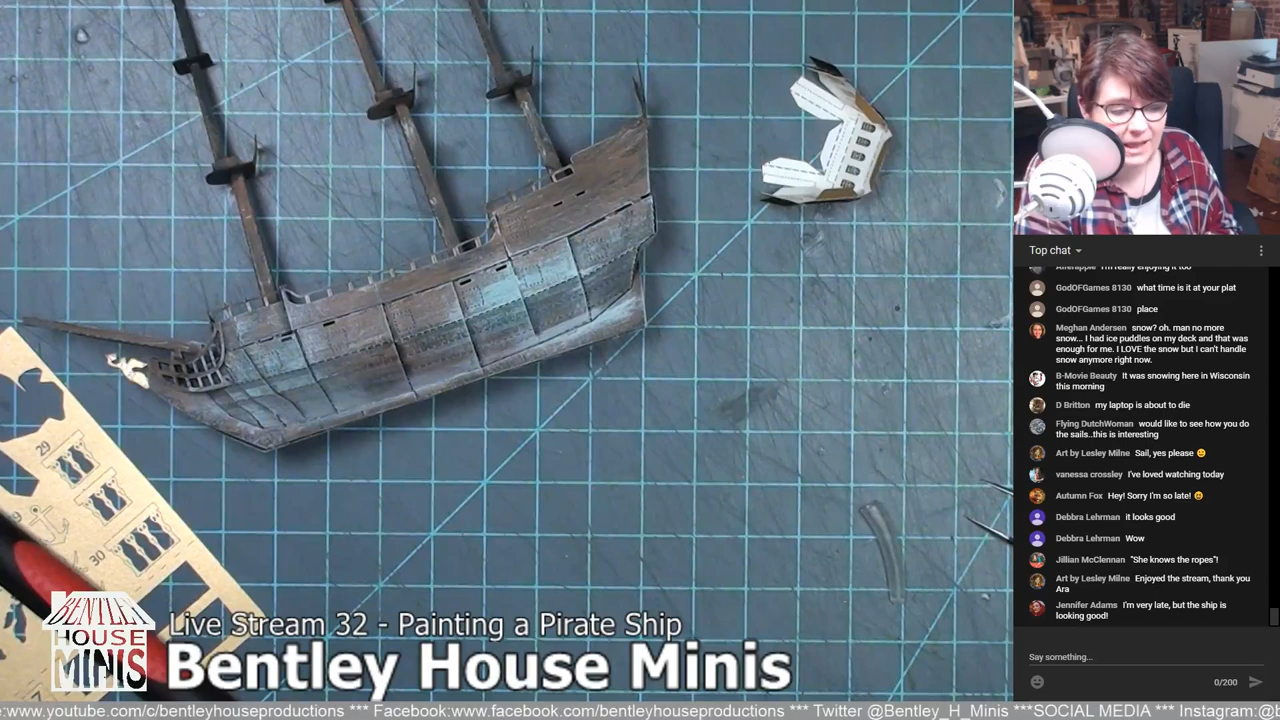 Top chat
I'm really enjoying it too
GodOFGames 8130 what time is it at your plat
GodOFGames 8130 place
Meghan Andersen snow? oh. man no more
snow... I had ice puddles on my deck and that was
enough for me. I LOVE the snow but I can't handle
snow anymore right now.
B-Movie Beauty It was snowing here in Wisconsin
this morning
D Britton my laptop is about to die
Flying DutchWoman would like to see how you do
the sails..this is interesting
Art by Lesley Milne Sail, yes please 🙂
vanessa crossley I've loved watching today
Autumn Fox Hey! Sorry I'm so late! 😝
Debbra Lehrman it looks good
Debbra Lehrman Wow
Jillian McClennan "She knows the ropes"!
Art by Lesley Milne Enjoyed the stream, thank you
Ara
Jennifer Adams I'm very late, but the ship is
looking good!
Say something...
0/200
29
30
BENTLEY
HOUSE
MINIS
Live Stream 32 - Painting a Pirate Ship
Bentley House Minis
e:www.youtube.com/c/bentleyhouseproductions *** Facebook:www.facebook.com/bentleyhouseproductions *** Twitter @Bentley_H_Minis ***SOCIAL MEDIA *** Instagram:@